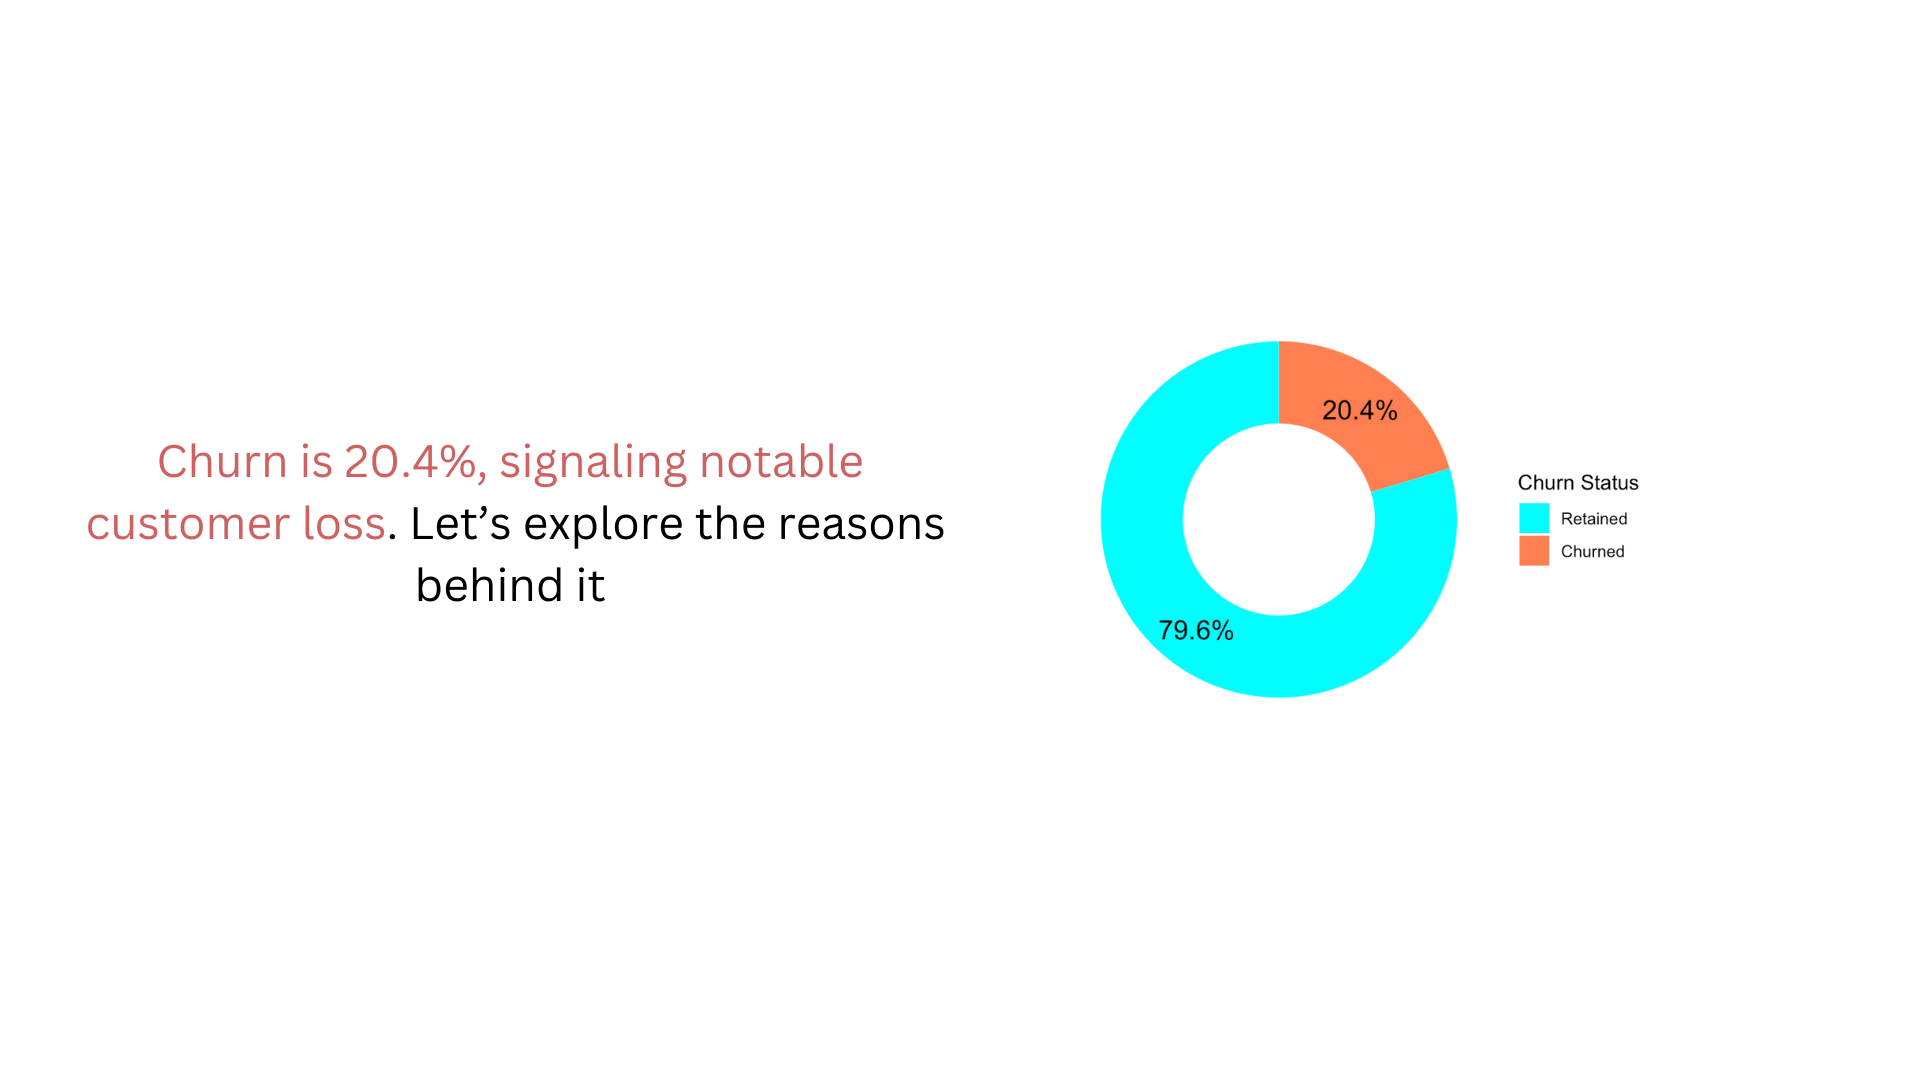 Churn is 20.4%, signaling notable
customer loss. Let’s explore the reasons
behind it
20.4%
79.6%
Churn Status
Retained
Churned